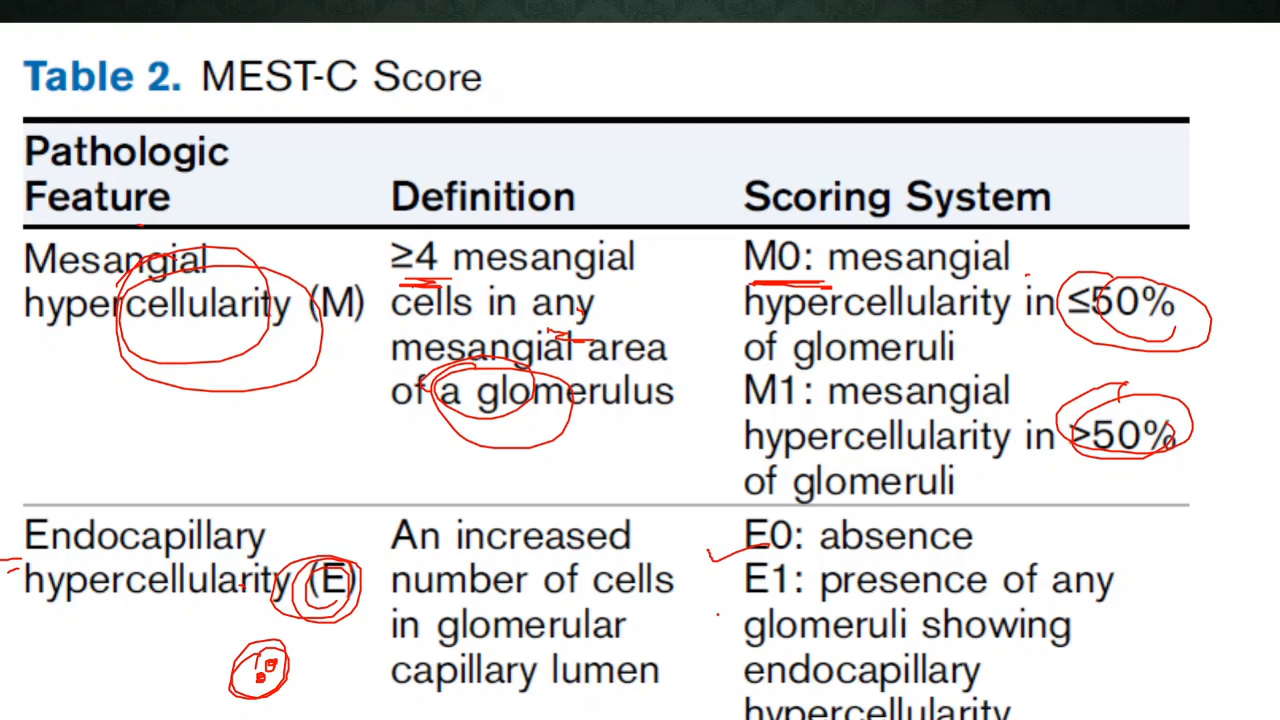 Table 2. MEST-C Score
Pathologic
Feature
Definition
Scoring System
Mesangial
hypercellularity (M)
≥4 mesangial
cells in any
mesangial area
of a glomerulus
M0: mesangial
hypercellularity in ≤50%
of glomeruli
M1: mesangial
hypercellularity in >50%
of glomeruli
Endocapillary
hypercellularity (E)
An increased
number of cells
in glomerular
capillary lumen
E0: absence
E1: presence of any
glomeruli showing
endocapillary
hypercellularity